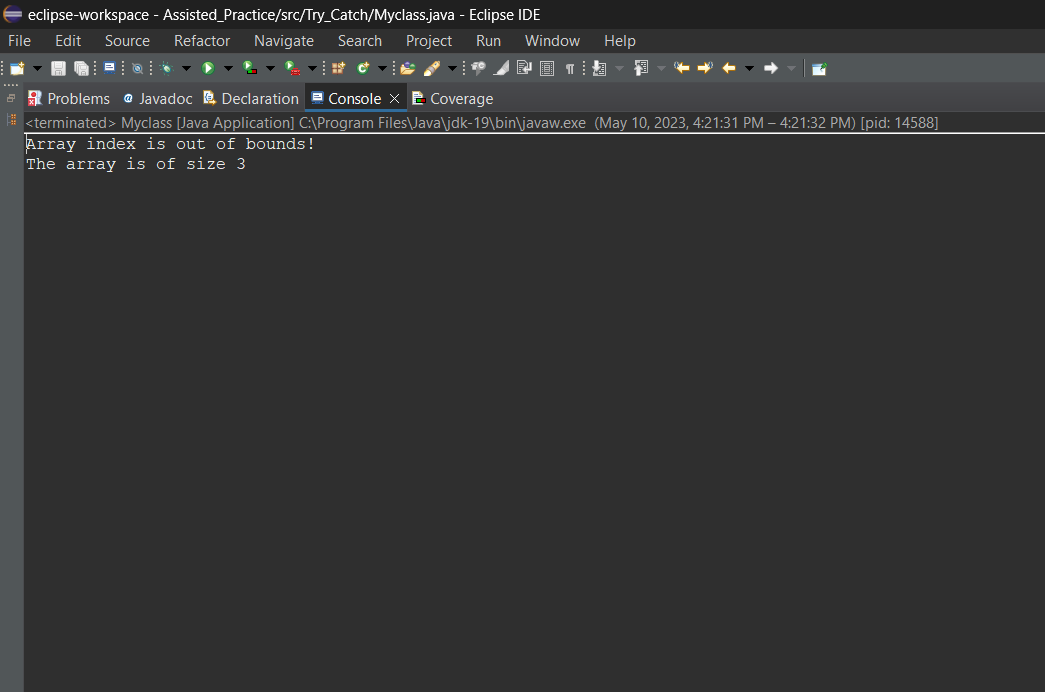 eclipse-workspace - Assisted_Practice/src/Try_Catch/Myclass.java - Eclipse IDE
File Edit Source Refactor Navigate Search Project Run Window Help
Problems @ Javadoc Declaration Console Coverage
<terminated> Myclass [Java Application] C:\Program Files\Java\jdk-19\bin\javaw.exe (May 10, 2023, 4:21:31 PM – 4:21:32 PM) [pid: 14588]
Array index is out of bounds!
The array is of size 3